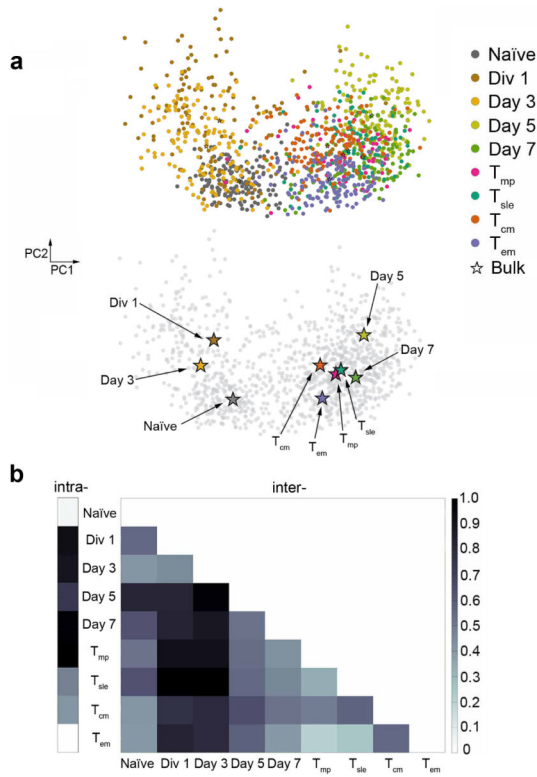 a
Naïve
Div 1
Day 3
Day 5
Day 7
Tmp
Tsle
Tcm
Tem
Bulk
PC2
PC1
Day 5
Div 1
Day 7
Day 3
Naïve
Tcm
Tem
Tmp
Tsle
b
intra-
inter-
Naïve
Div 1
Day 3
Day 5
Day 7
Tmp
Tsle
Tcm
Tem
1.0
0.9
0.8
0.7
0.6
0.5
0.4
0.3
0.2
0.1
0
Naïve Div 1 Day 3 Day 5 Day 7 Tmp Tsle Tcm Tem